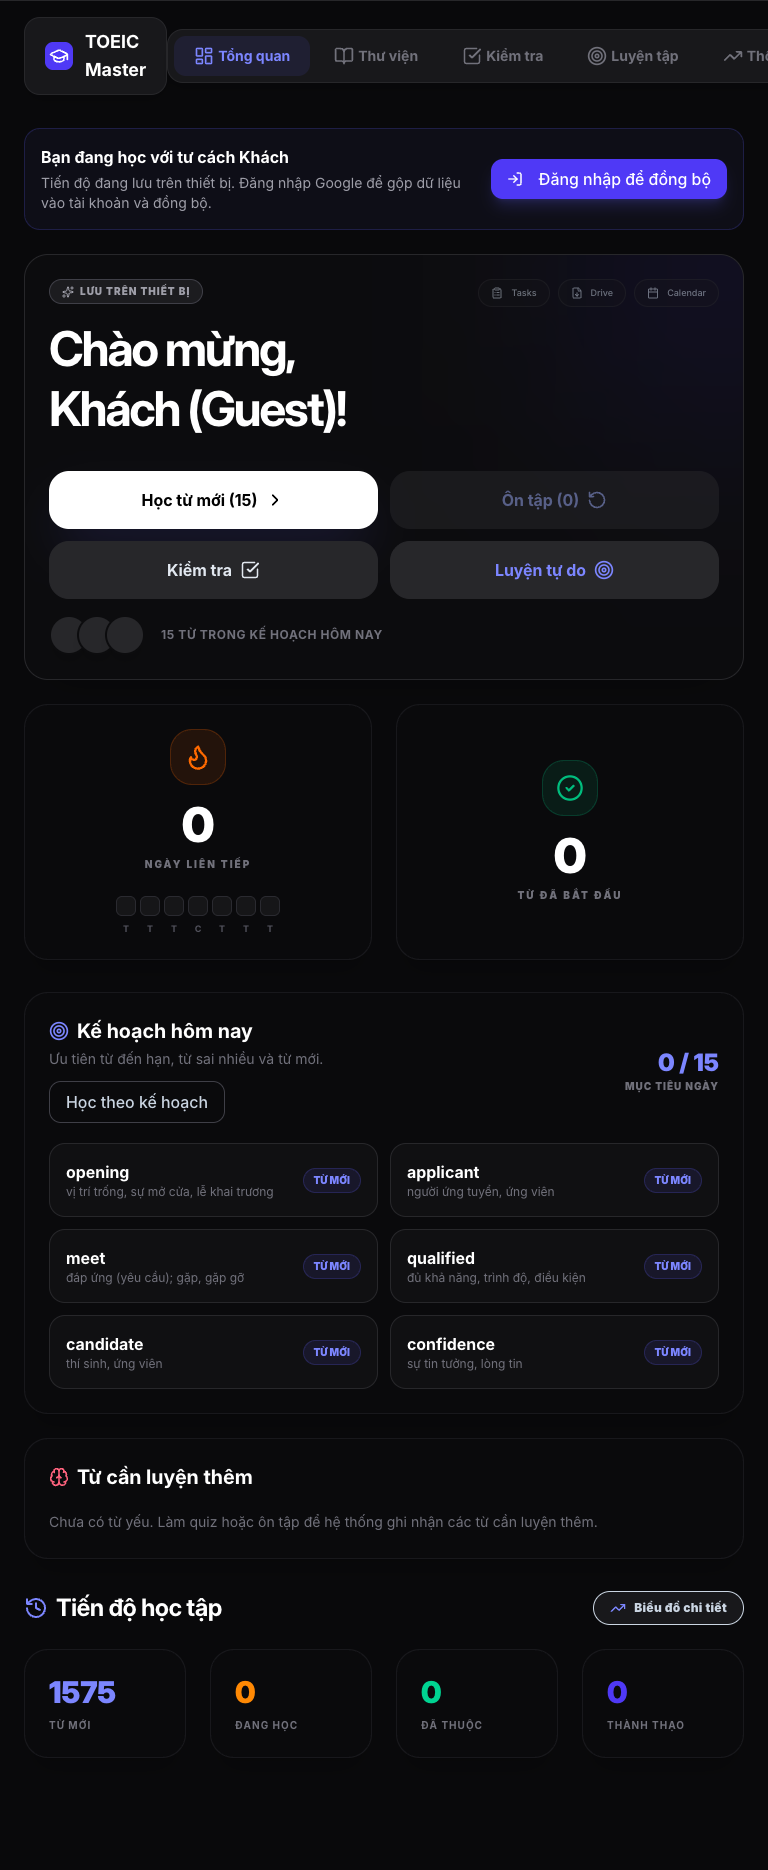 TOEIC
Master
Tổng quan
Thư viện
Kiểm tra
Luyện tập
Bạn đang học với tư cách Khách
Tiến độ đang lưu trên thiết bị. Đăng nhập Google để gộp dữ liệu
vào tài khoản và đồng bộ.
Đăng nhập để đồng bộ
LƯU TRÊN THIẾT BỊ
Tasks
Drive
Calendar
Chào mừng,
Khách (Guest)!
Học từ mới (15)
Ôn tập (0)
Kiểm tra
Luyện tự do
15 TỪ TRONG KẾ HOẠCH HÔM NAY
0
NGÀY LIÊN TIẾP
T T T C T T T
0
TỪ ĐÃ BẮT ĐẦU
Kế hoạch hôm nay
Ưu tiên từ đến hạn, từ sai nhiều và từ mới.
Học theo kế hoạch
0 / 15
MỤC TIÊU NGÀY
opening
vị trí trống, sự mở cửa, lễ khai trương
TỪ MỚI
applicant
người ứng tuyển, ứng viên
TỪ MỚI
meet
đáp ứng (yêu cầu); gặp, gặp gỡ
TỪ MỚI
qualified
đủ khả năng, trình độ, điều kiện
TỪ MỚI
candidate
thí sinh, ứng viên
TỪ MỚI
confidence
sự tin tưởng, lòng tin
TỪ MỚI
Từ cần luyện thêm
Chưa có từ yếu. Làm quiz hoặc ôn tập để hệ thống ghi nhận các từ cần luyện thêm.
Tiến độ học tập
Biểu đồ chi tiết
1575
TỪ MỚI
0
ĐANG HỌC
0
ĐÃ THUỘC
0
THÀNH THẠO